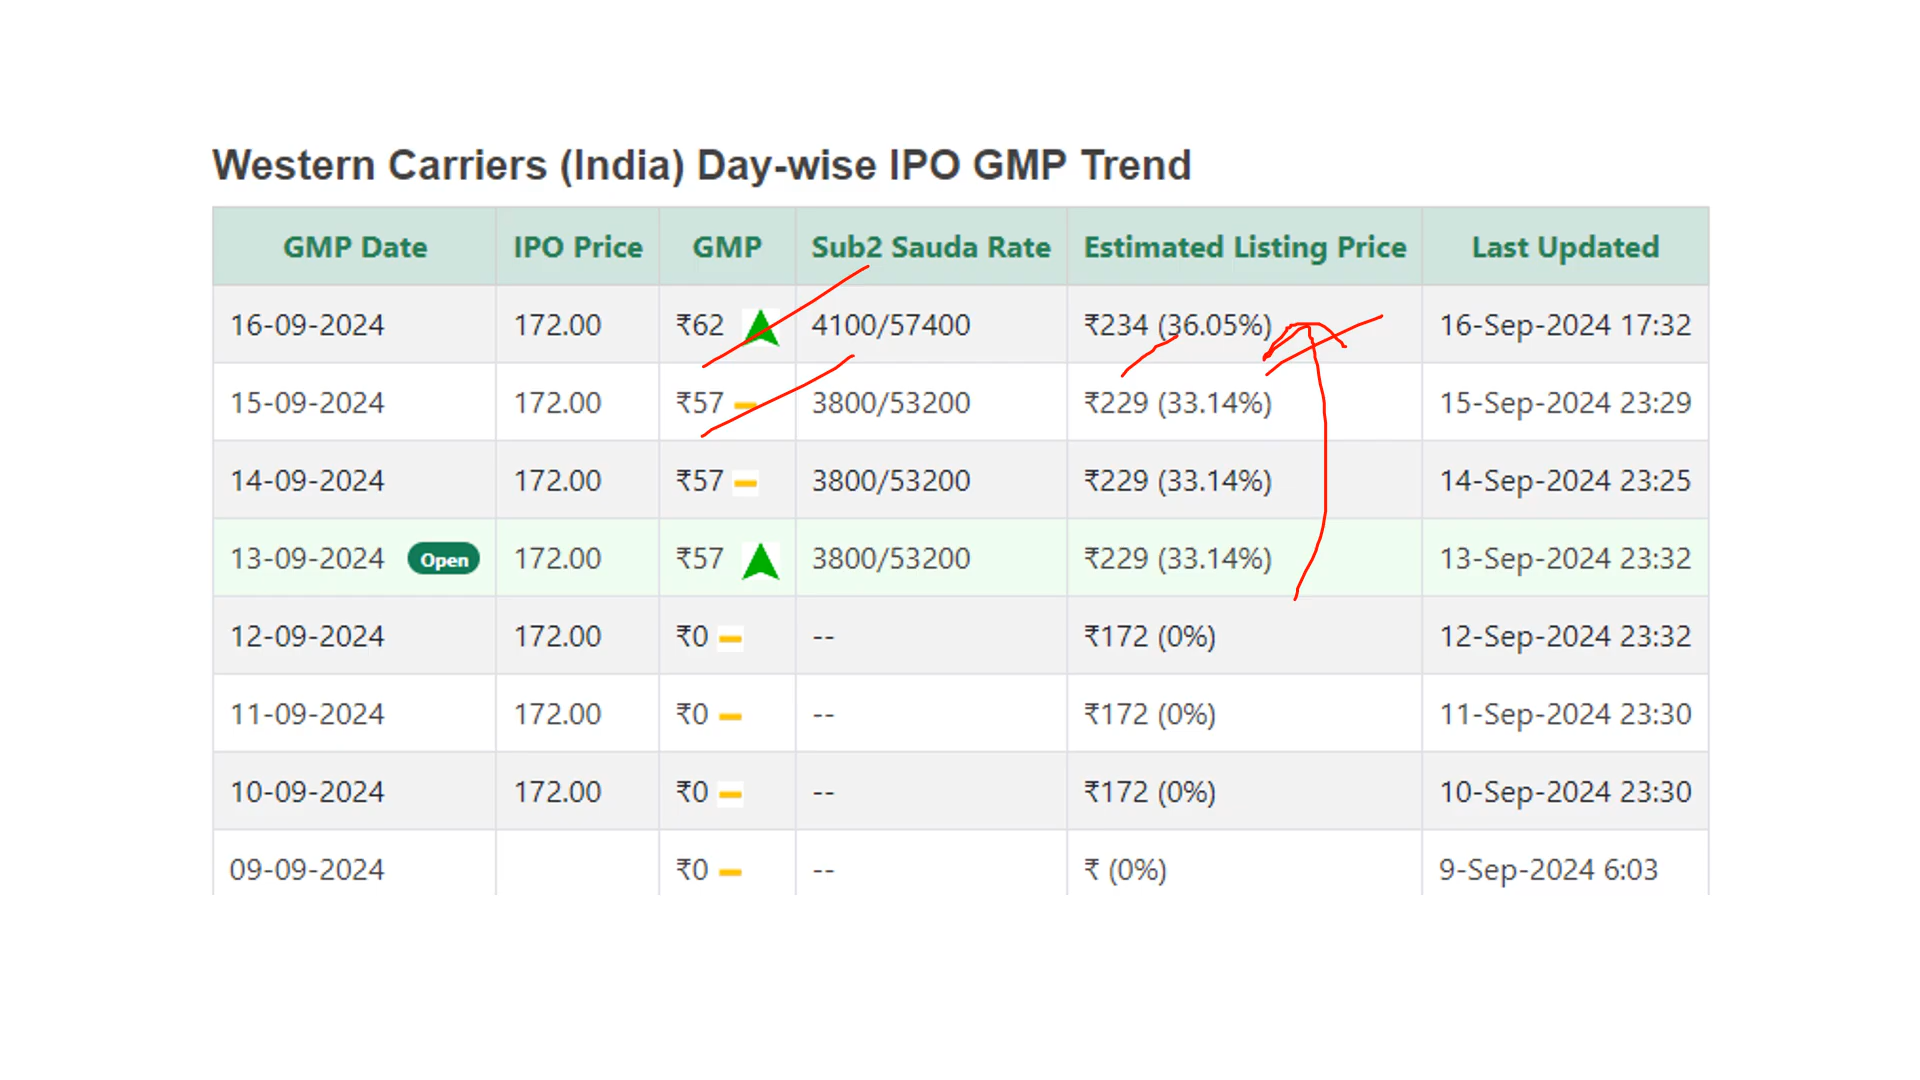 Western Carriers (India) Day-wise IPO GMP Trend
GMP Date IPO Price GMP Sub2 Sauda Rate Estimated Listing Price Last Updated
16-09-2024 172.00 ₹62 4100/57400 ₹234 (36.05%) 16-Sep-2024 17:32
15-09-2024 172.00 ₹57 3800/53200 ₹229 (33.14%) 15-Sep-2024 23:29
14-09-2024 172.00 ₹57 3800/53200 ₹229 (33.14%) 14-Sep-2024 23:25
13-09-2024 Open 172.00 ₹57 3800/53200 ₹229 (33.14%) 13-Sep-2024 23:32
12-09-2024 172.00 ₹0 -- ₹172 (0%) 12-Sep-2024 23:32
11-09-2024 172.00 ₹0 -- ₹172 (0%) 11-Sep-2024 23:30
10-09-2024 172.00 ₹0 -- ₹172 (0%) 10-Sep-2024 23:30
09-09-2024 ₹0 -- ₹ (0%) 9-Sep-2024 6:03